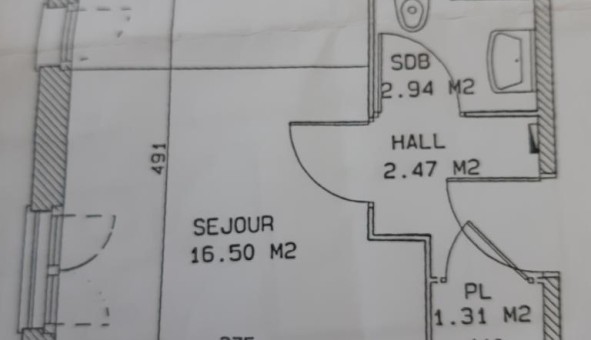 SDB
2.94 M2
HALL
2.47 M2
491
SEJOUR
16.50 M2
PL
1.31 M2